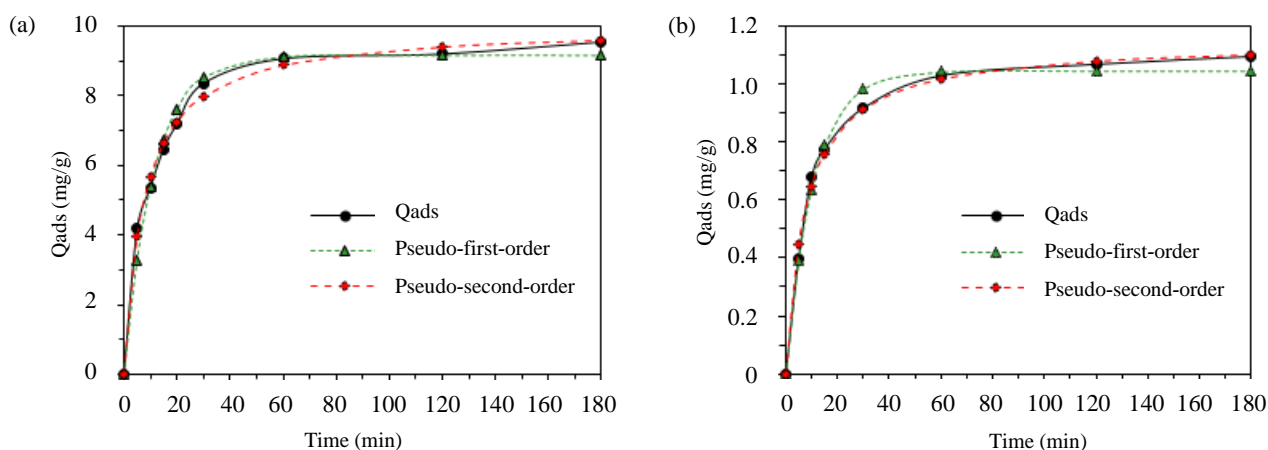 (a)
10
8
6
4
2
0
Qads (mg/g)
Qads
Pseudo-first-order
Pseudo-second-order
0 20 40 60 80 100 120 140 160 180
Time (min)
(b)
1.2
1.0
0.8
0.6
0.4
0.2
0
Qads (mg/g)
Qads
Pseudo-first-order
Pseudo-second-order
0 20 40 60 80 100 120 140 160 180
Time (min)